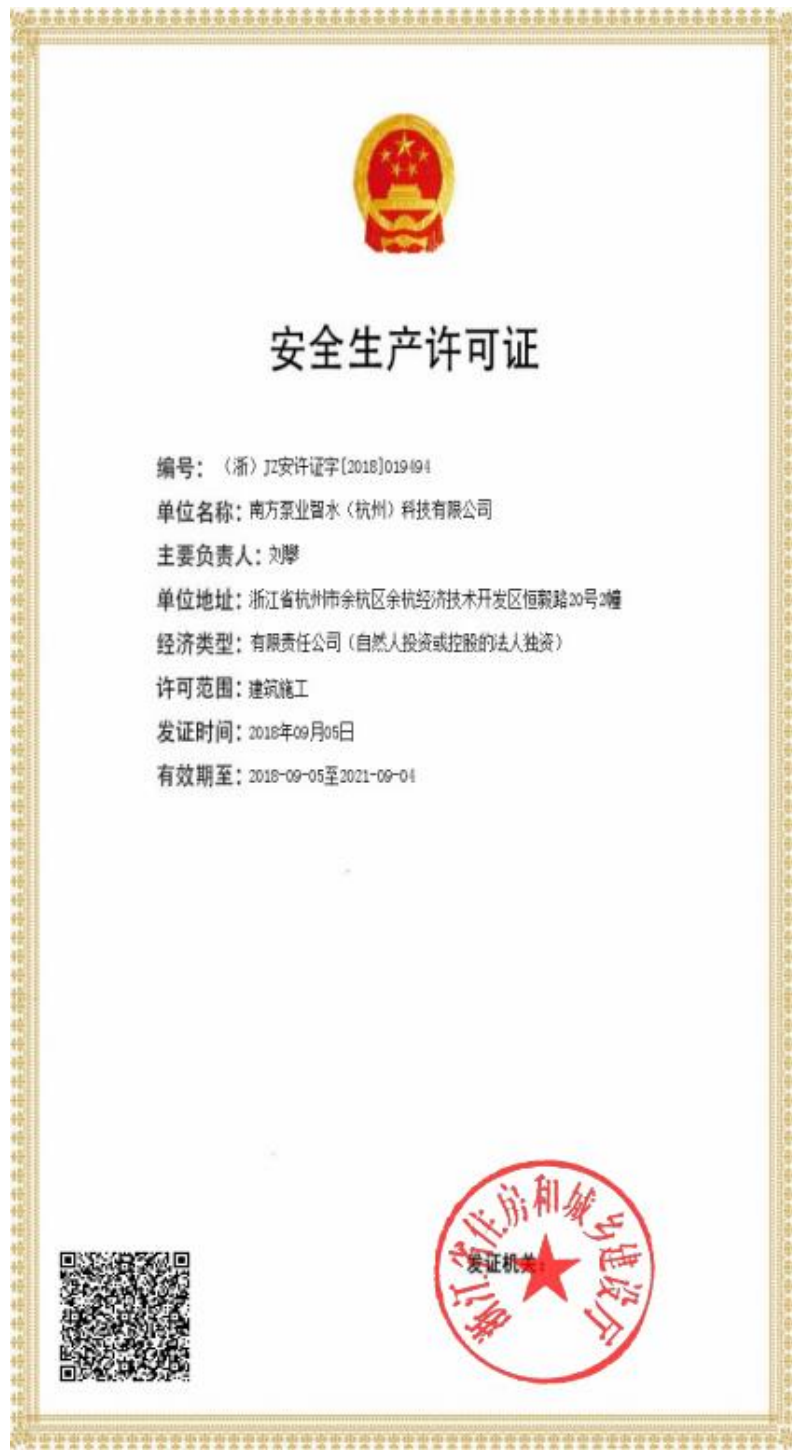 安全生产许可证
编号：（浙）JZ安许证字[2018]019494
单位名称：南方泵业智水（杭州）科技有限公司
主要负责人：刘攀
单位地址：浙江省杭州市余杭区余杭经济技术开发区恒毅路20号2幢
经济类型：有限责任公司（自然人投资或控股的法人独资）
许可范围：建筑施工
发证时间：2018年09月05日
有效期至：2018-09-05至2021-09-04
发证机关：
浙江省住房和城乡建设厅